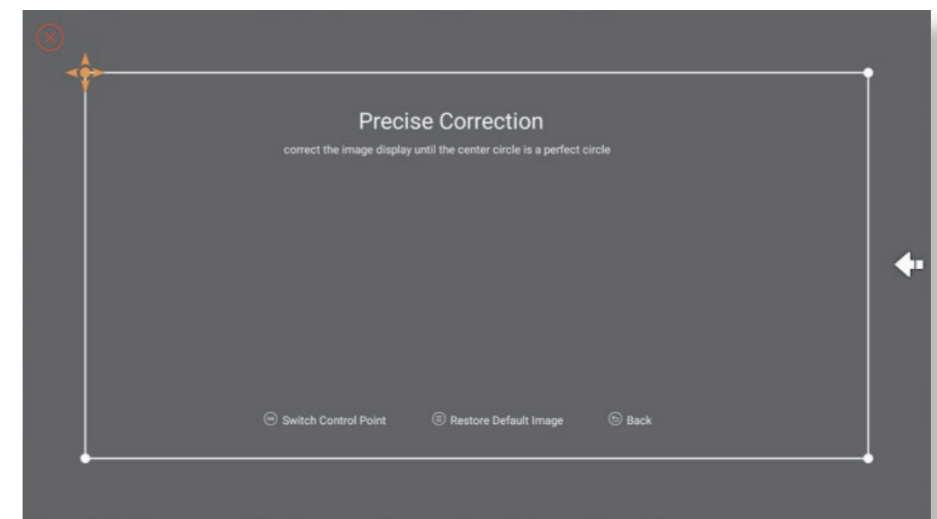 Precise Correction
correct the image display until the center circle is a perfect circle
Switch Control Point Restore Default Image Back